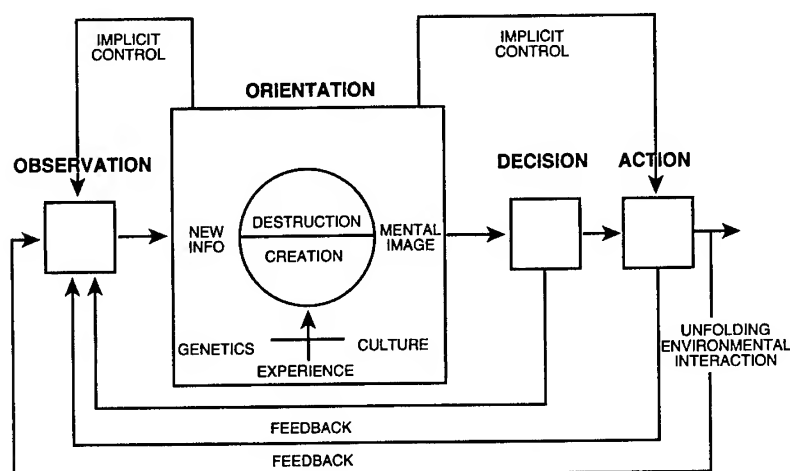 IMPLICIT
CONTROL
IMPLICIT
CONTROL
ORIENTATION
OBSERVATION
DECISION
ACTION
NEW
INFO
DESTRUCTION
CREATION
MENTAL
IMAGE
GENETICS
CULTURE
EXPERIENCE
UNFOLDING
ENVIRONMENTAL
INTERACTION
FEEDBACK
FEEDBACK